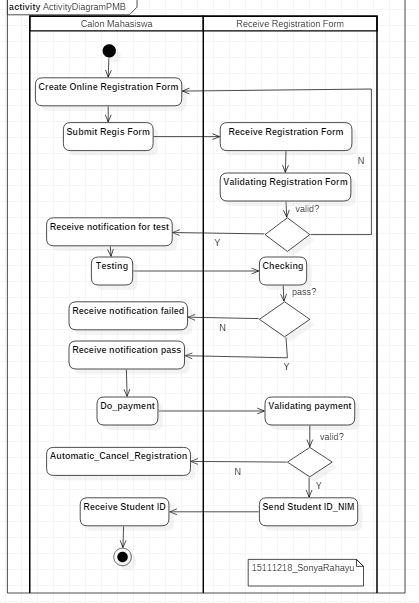 activity ActivityDiagramPMB
Calon Mahasiswa
Receive Registration Form
Create Online Registration Form
Submit Regis Form
Receive Registration Form
N
Validating Registration Form
valid?
Receive notification for test
Y
Testing
Checking
pass?
Receive notification failed
N
Receive notification pass
Y
Do_payment
Validating payment
valid?
Automatic_Cancel_Registration
N
Y
Receive Student ID
Send Student ID_NIM
15111218_SonyaRahayu